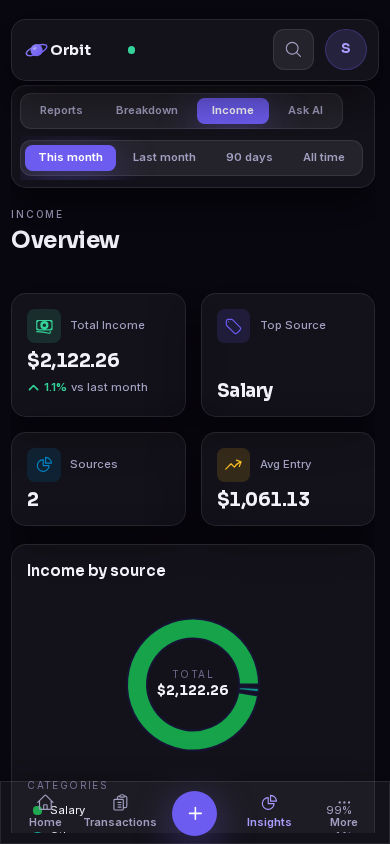 Orbit
S
Reports Breakdown Income Ask AI
This month Last month 90 days All time
INCOME
Overview
Total Income
$2,122.26
1.1% vs last month
Top Source
Salary
Sources
2
Avg Entry
$1,061.13
Income by source
TOTAL
$2,122.26
CATEGORIES
Salary 99%
Home Transactions + Insights More